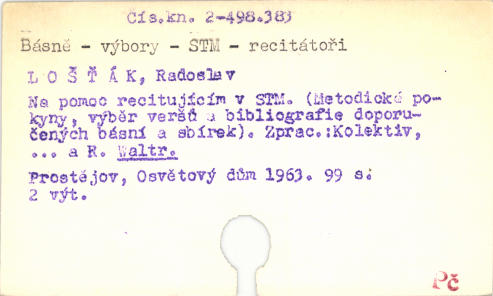 Čís.kn. 2-498.383
Básně - výbory - STM - recitátoři
L O Š Ť Á K, Radoslav
Na pomoc recitujícím v STM. (Metodické po-
kyny, výběr veršů a bibliografie doporu-
čených básní a sbírek). Zprac.:Kolektiv,
... a R. Waltr.
Prostějov, Osvětový dům 1963. 99 s.
2 výt.
Pč